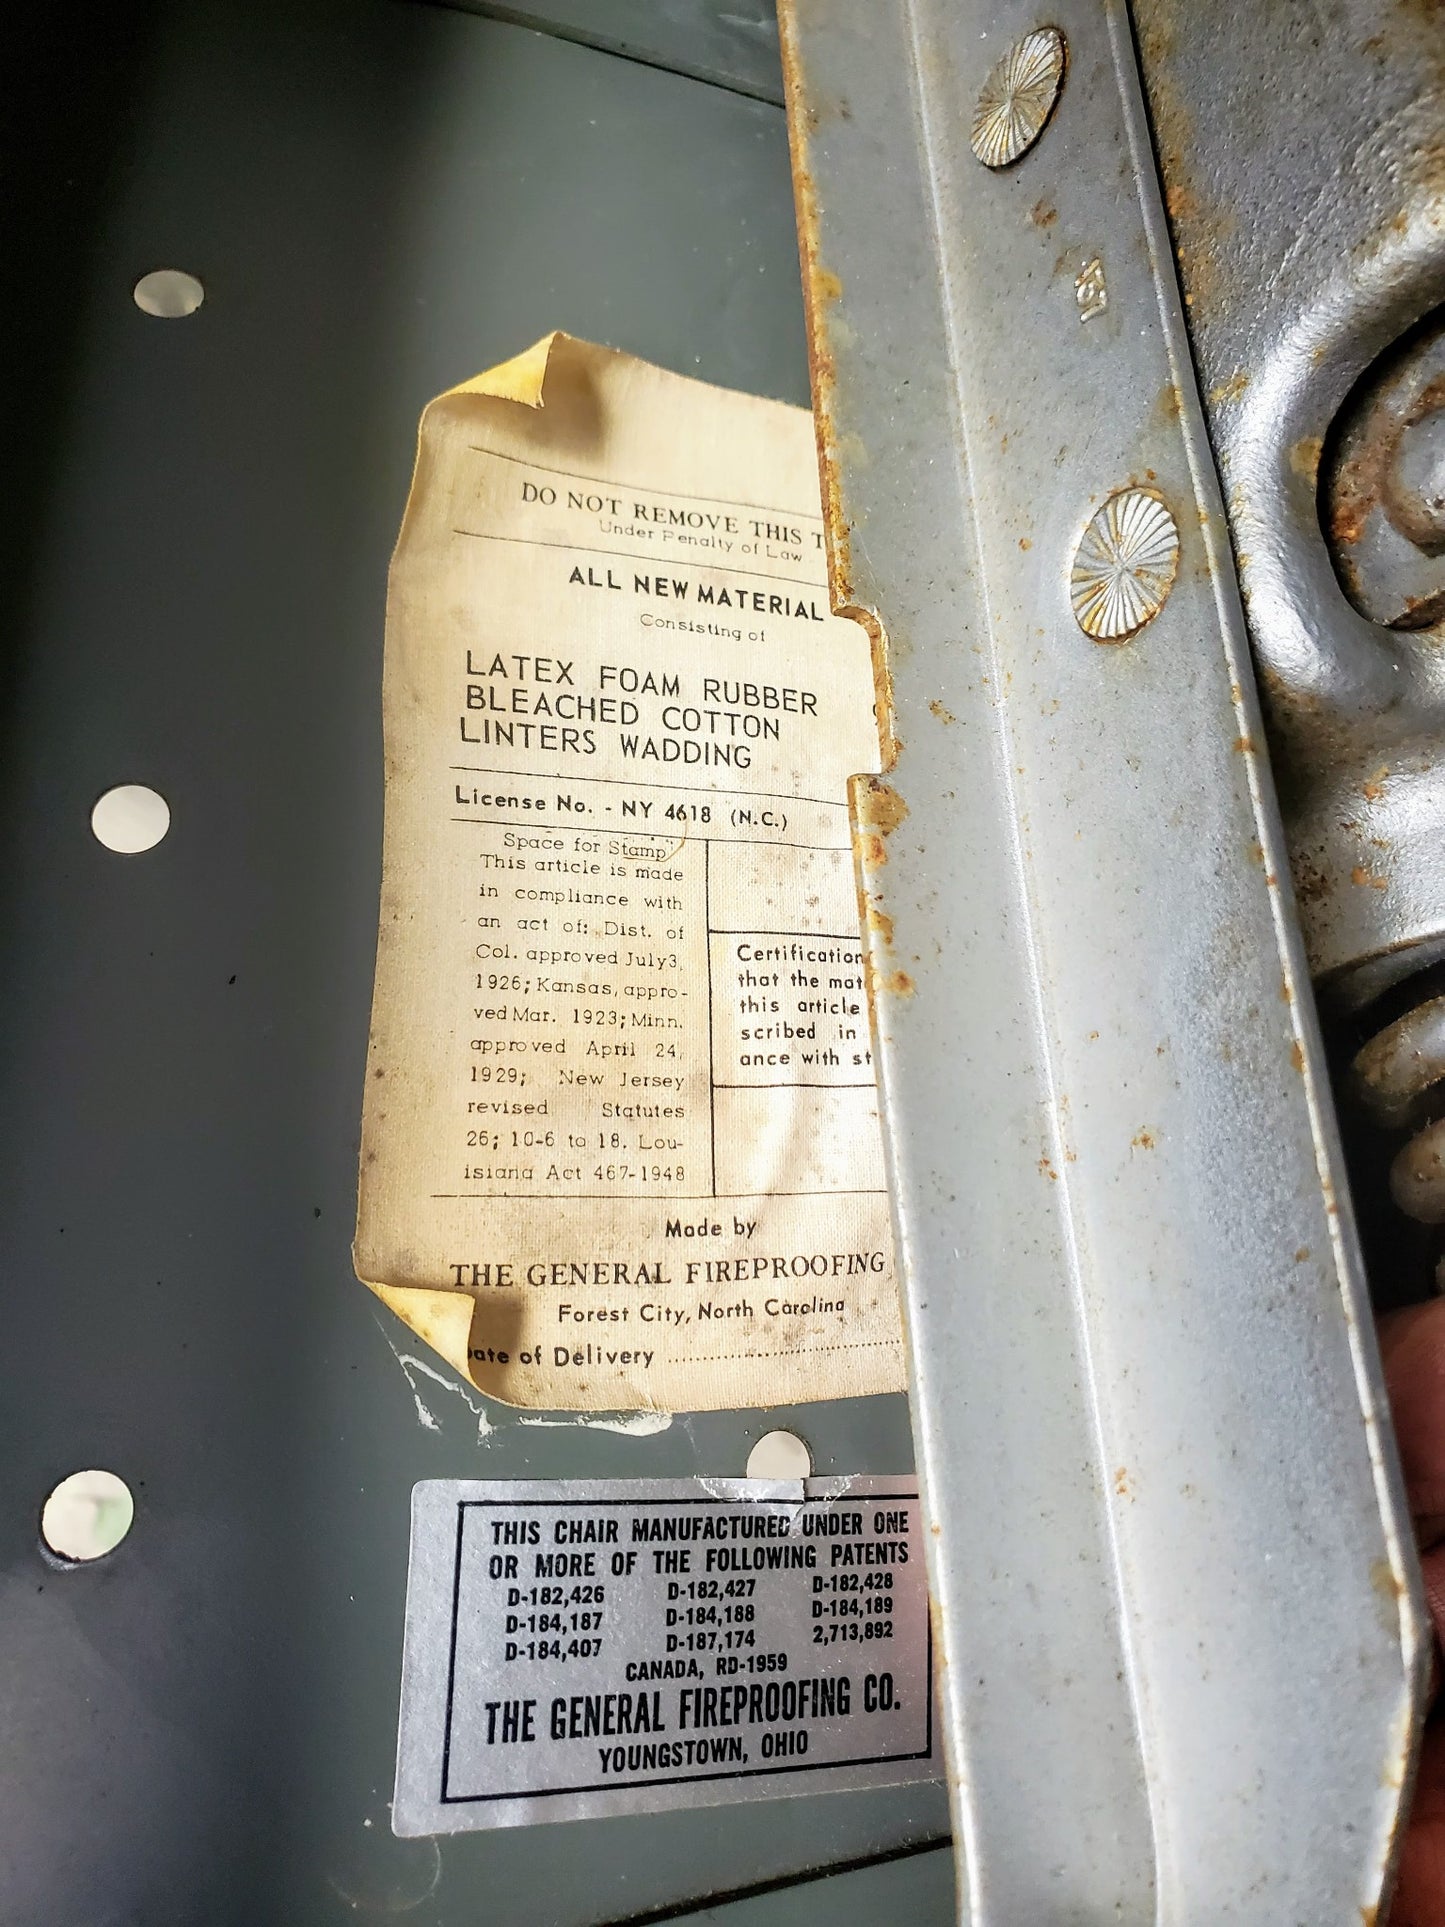 DO NOT REMOVE THIS T
Under Penalty of Law
ALL NEW MATERIAL
Consisting of
LATEX FOAM RUBBER
BLEACHED COTTON
LINTERS WADDING
License No. - NY 4618 (N.C.)
Space for Stamp
This article is made
in compliance with
an act of: Dist. of
Col. approved July 3,
1926; Kansas, appro-
ved Mar. 1923; Minn.
approved April 24,
1929; New Jersey
revised Statutes
26; 10-6 to 18. Lou-
isiana Act 467-1948
Certification
that the mat
this article
scribed in
ance with st
Made by
THE GENERAL FIREPROOFING
Forest City, North Carolina
ate of Delivery
THIS CHAIR MANUFACTURED UNDER ONE
OR MORE OF THE FOLLOWING PATENTS
D-182,426 D-182,427 D-182,428
D-184,187 D-184,188 D-184,189
D-184,407 D-187,174 2,713,892
CANADA, RD-1959
THE GENERAL FIREPROOFING CO.
YOUNGSTOWN, OHIO